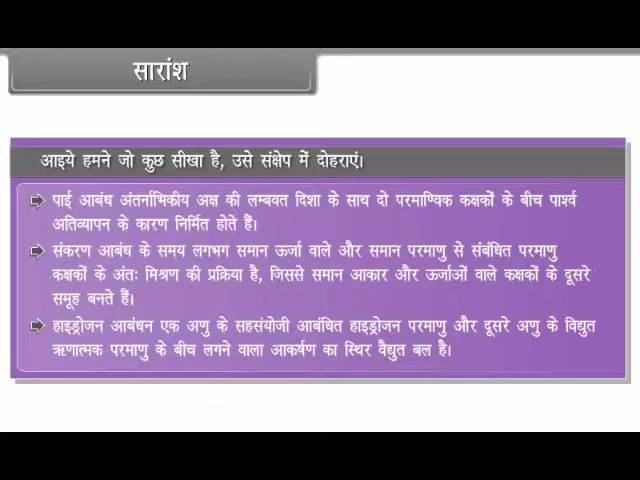 सारांश
आइये हमने जो कुछ सीखा है, उसे संक्षेप में दोहराएं।
पाई आबंध अंतर्नाभिकीय अक्ष की लम्बवत दिशा के साथ दो परमाण्विक कक्षकों के बीच पार्श्व
अतिव्यापन के कारण निर्मित होते हैं।
संकरण आबंध के समय लगभग समान ऊर्जा वाले और समान परमाणु से संबंधित परमाणु
कक्षकों के अंतः मिश्रण की प्रक्रिया है, जिससे समान आकार और ऊर्जाओं वाले कक्षकों के दूसरे
समूह बनते हैं।
हाइड्रोजन आबंधन एक अणु के सहसंयोजी आबंधित हाइड्रोजन परमाणु और दूसरे अणु के विद्युत
ऋणात्मक परमाणु के बीच लगने वाला आकर्षण का स्थिर वैद्युत बल है।